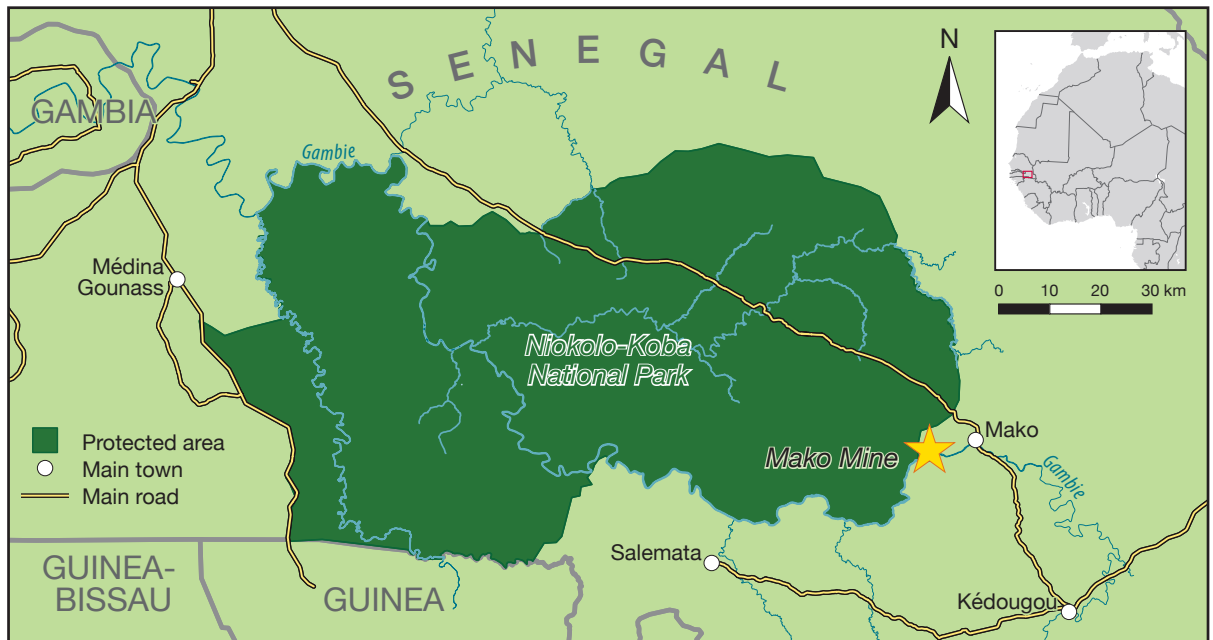 SENEGAL
N
GAMBIA
Gambie
0 10 20 30 km
Médina
Gounass
Niokolo-Koba
National Park
Mako
Mako Mine
Gambie
Protected area
Main town
Main road
Salemata
GUINEA-
BISSAU
GUINEA
Kédougou